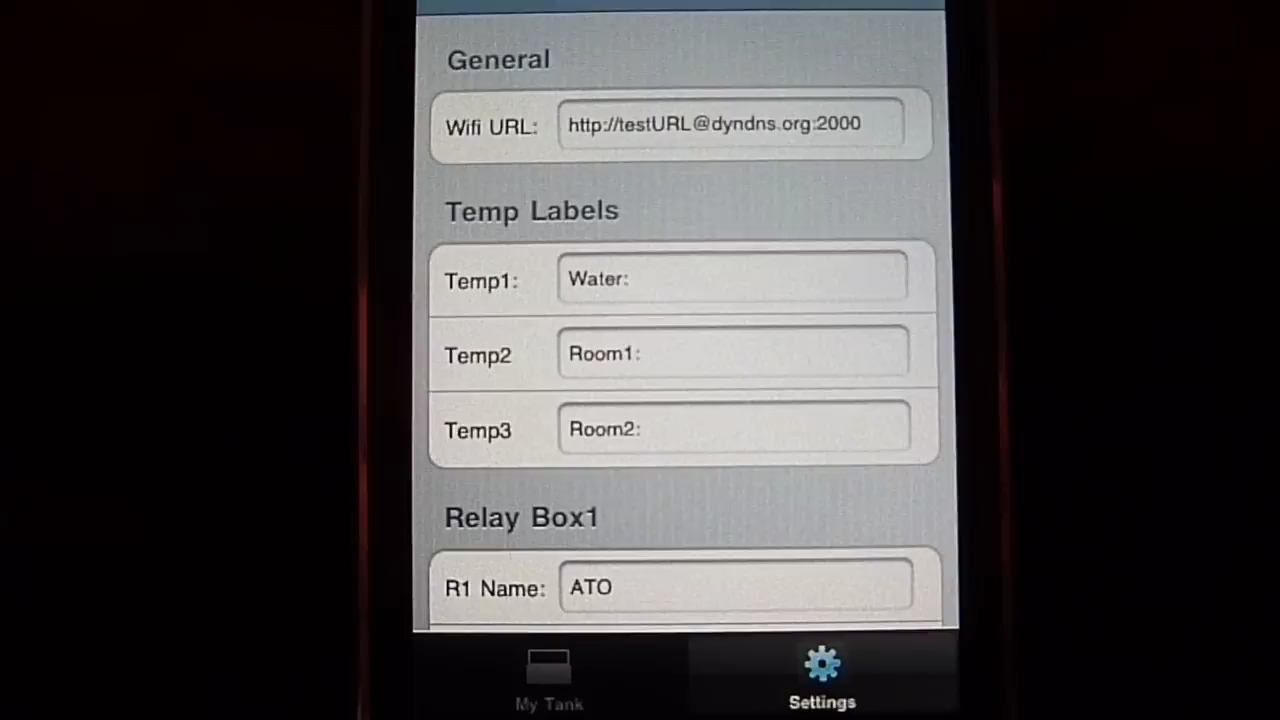 General
Wifi URL: http://testURL@dyndns.org:2000
Temp Labels
Temp1: Water:
Temp2 Room1:
Temp3 Room2:
Relay Box1
R1 Name: ATO
My Tank Settings